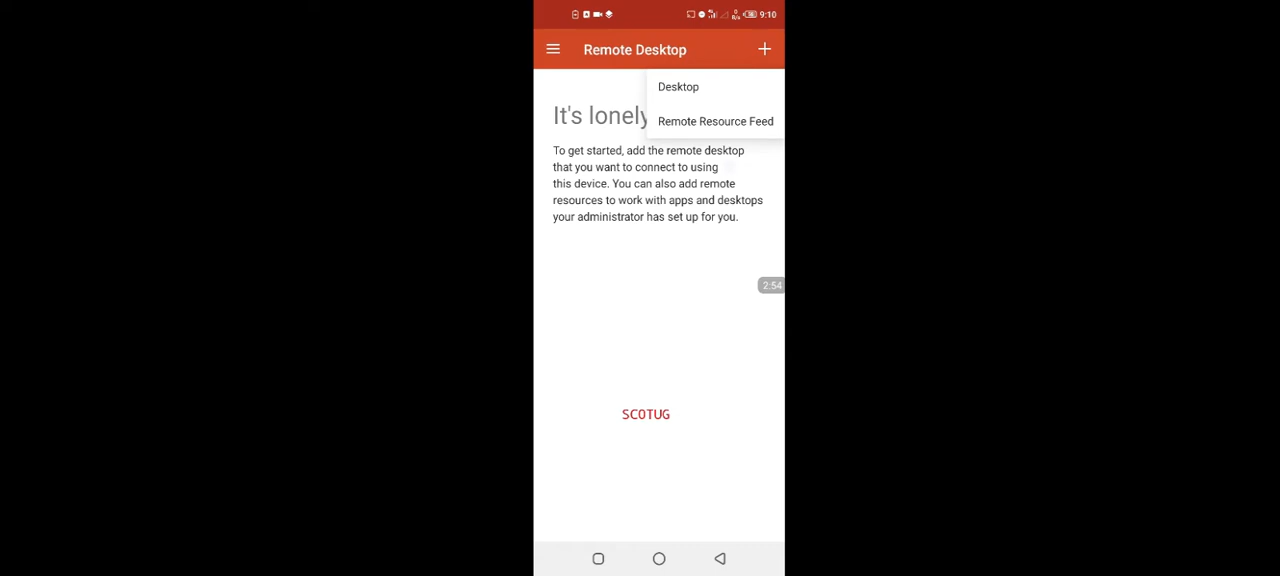 9:10
Remote Desktop
Desktop
Remote Resource Feed
It's lonely
To get started, add the remote desktop
that you want to connect to using
this device. You can also add remote
resources to work with apps and desktops
your administrator has set up for you.
2:54
SCOTUG